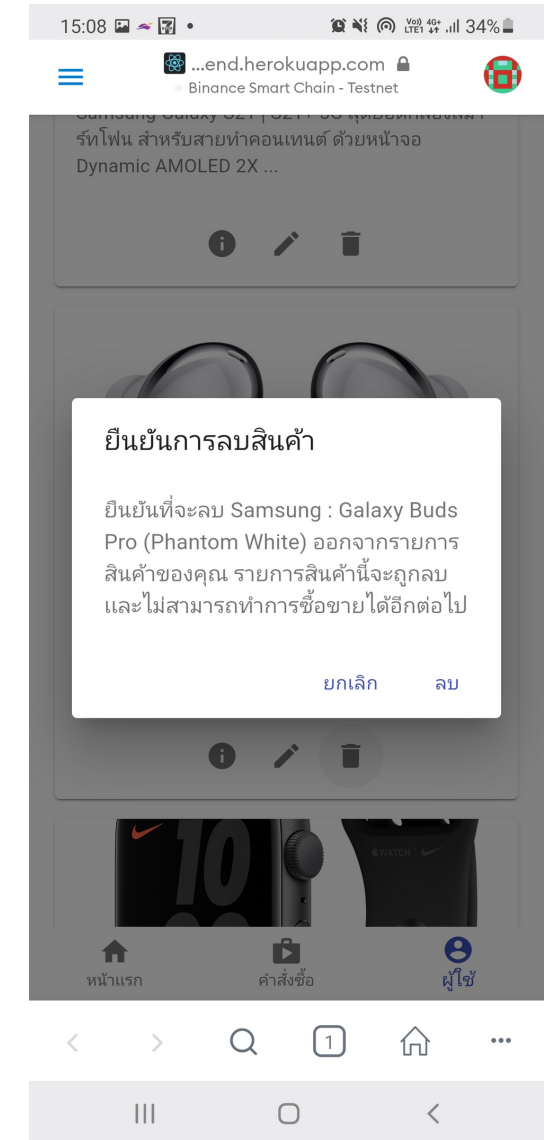 15:08
Vo)) 4G+ 34%
LTE1
...end.herokuapp.com
Binance Smart Chain - Testnet
ร์ทโฟน สำหรับสายทำคอนเทนต์ ด้วยหน้าจอ
Dynamic AMOLED 2X ...
ยืนยันการลบสินค้า
ยืนยันที่จะลบ Samsung : Galaxy Buds
Pro (Phantom White) ออกจากรายการ
สินค้าของคุณ รายการสินค้านี้จะถูกลบ
และไม่สามารถทำการซื้อขายได้อีกต่อไป
ยกเลิก ลบ
10
WATCH
หน้าแรก คำสั่งซื้อ ผู้ใช้
1